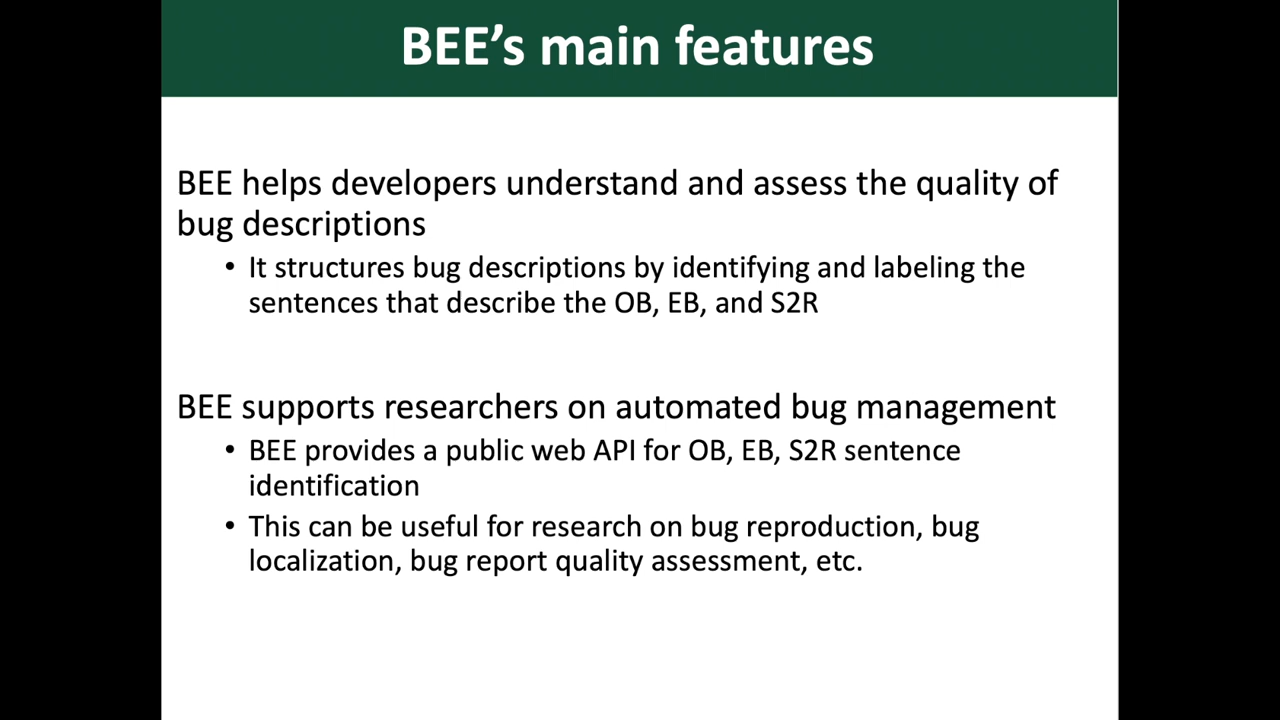 BEE’s main features
BEE helps developers understand and assess the quality of
bug descriptions
• It structures bug descriptions by identifying and labeling the
sentences that describe the OB, EB, and S2R
BEE supports researchers on automated bug management
• BEE provides a public web API for OB, EB, S2R sentence
identification
• This can be useful for research on bug reproduction, bug
localization, bug report quality assessment, etc.